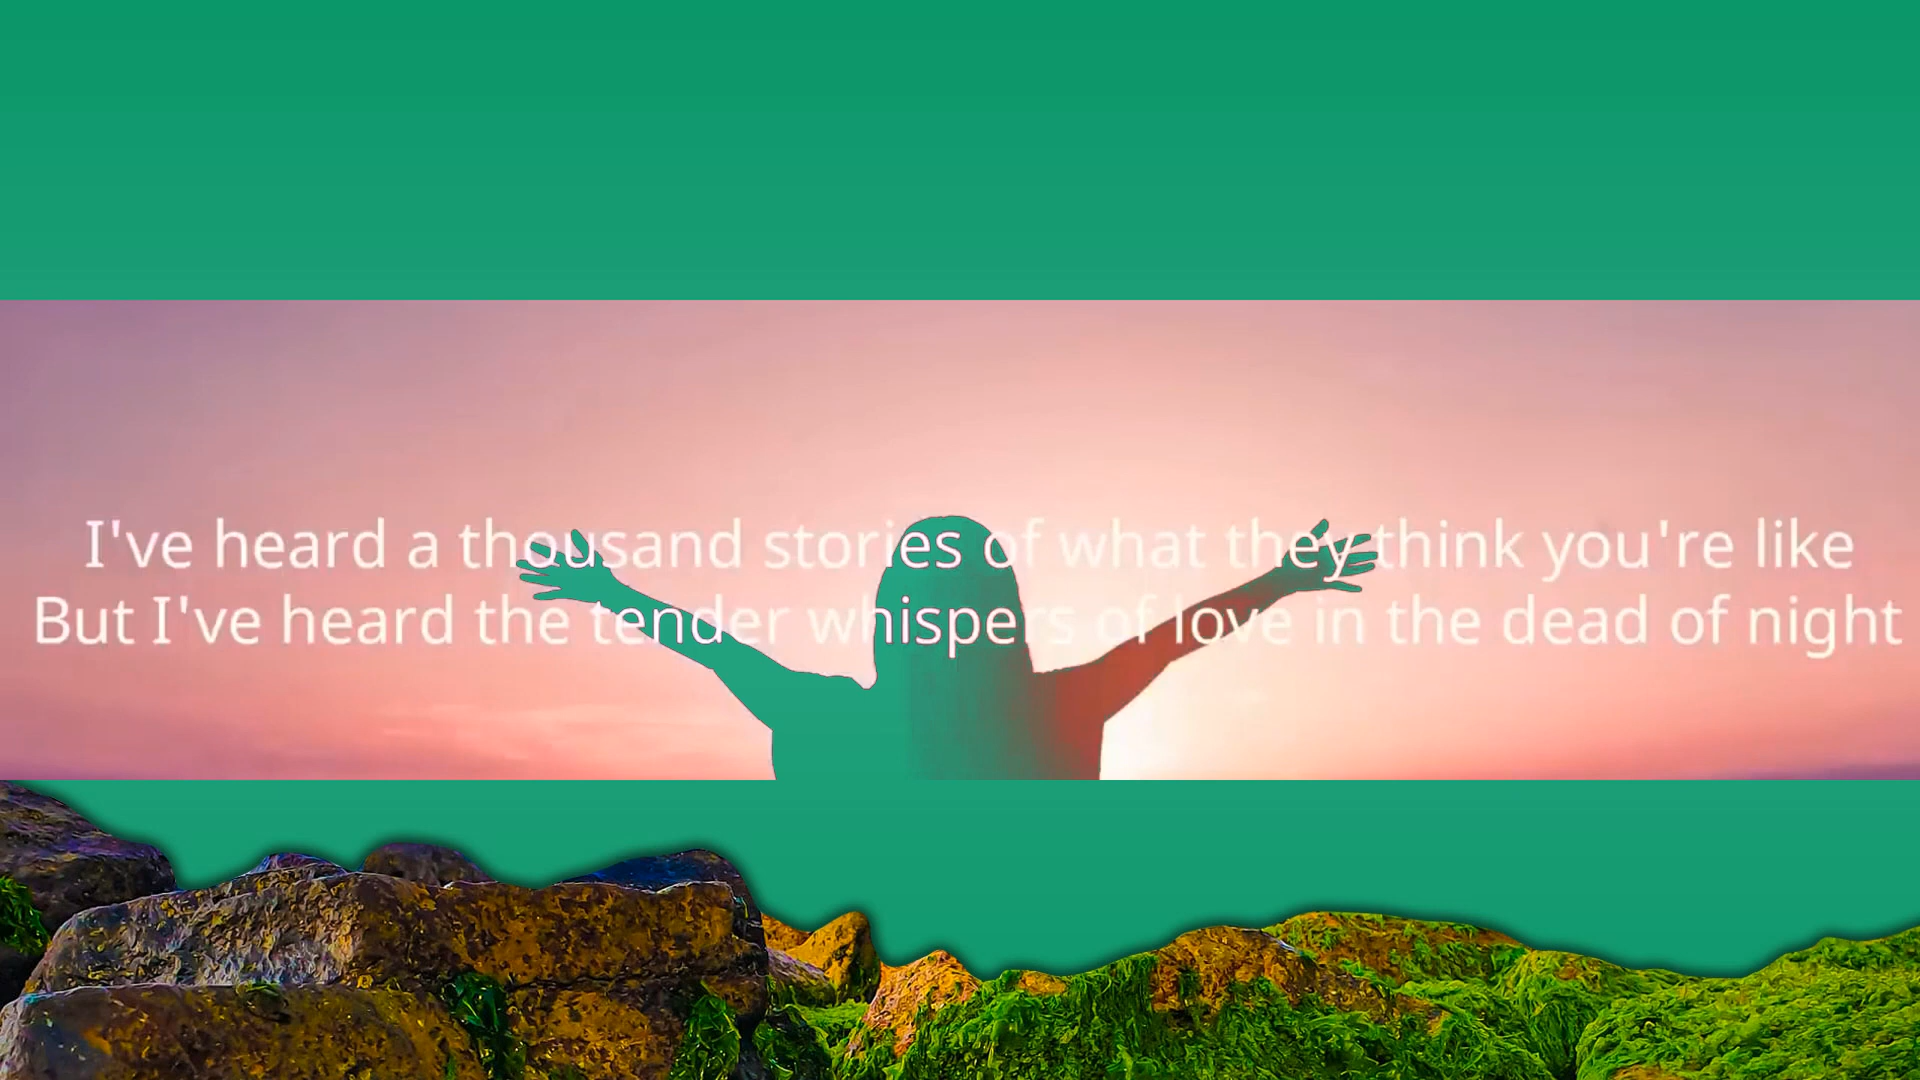 I've heard a thousand stories of what they think you're like
But I've heard the tender whispers of love in the dead of night